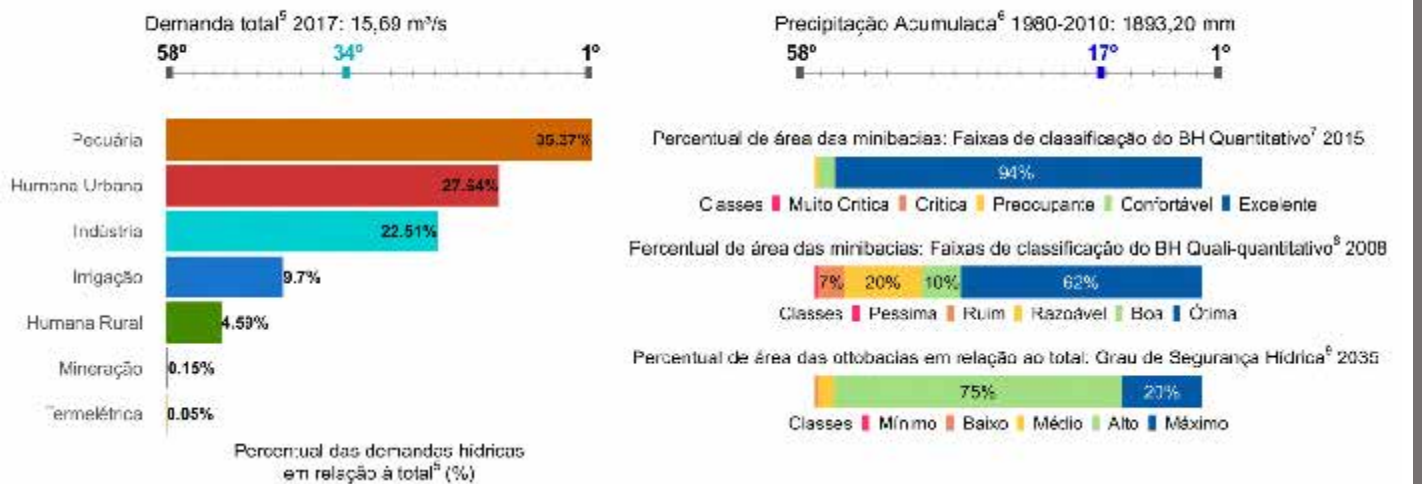 Demanda total⁵ 2017: 15,69 m³/s
58º 34º 1º
Pecuária 35.37%
Humana Urbana 27.64%
Indústria 22.51%
Irrigação 9.7%
Humana Rural 4.59%
Mineração 0.15%
Termelétrica 0.05%
Percentual das demandas hídricas
em relação à total⁵ (%)
Precipitação Acumulada⁶ 1980-2010: 1893,20 mm
58º 17º 1º
Percentual de área das minibacias: Faixas de classificação do BH Quantitativo⁷ 2015
94%
Classes Muito Crítica Crítica Preocupante Confortável Excelente
Percentual de área das minibacias: Faixas de classificação do BH Quali-quantitativo⁸ 2008
7% 20% 10% 62%
Classes Pessima Ruim Razoável Boa Ótima
Percentual de área das ottobacias em relação ao total: Grau de Segurança Hídrica⁹ 2035
75% 20%
Classes Mínimo Baixo Médio Alto Máximo